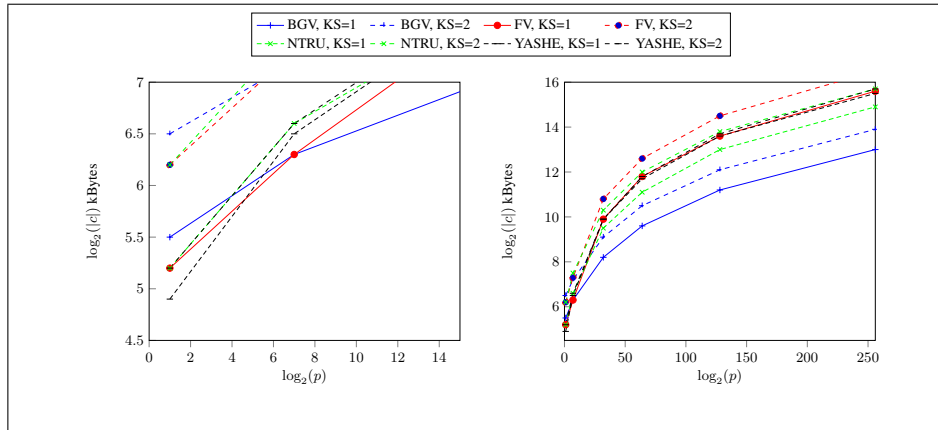 BGV, KS=1 BGV, KS=2 FV, KS=1 FV, KS=2
NTRU, KS=1 NTRU, KS=2 YASHE, KS=1 YASHE, KS=2
7
6.5
6
5.5
5
4.5
log₂(|c|) kBytes
0 2 4 6 8 10 12 14
log₂(p)
16
14
12
10
8
6
log₂(|c|) kBytes
0 50 100 150 200 250
log₂(p)